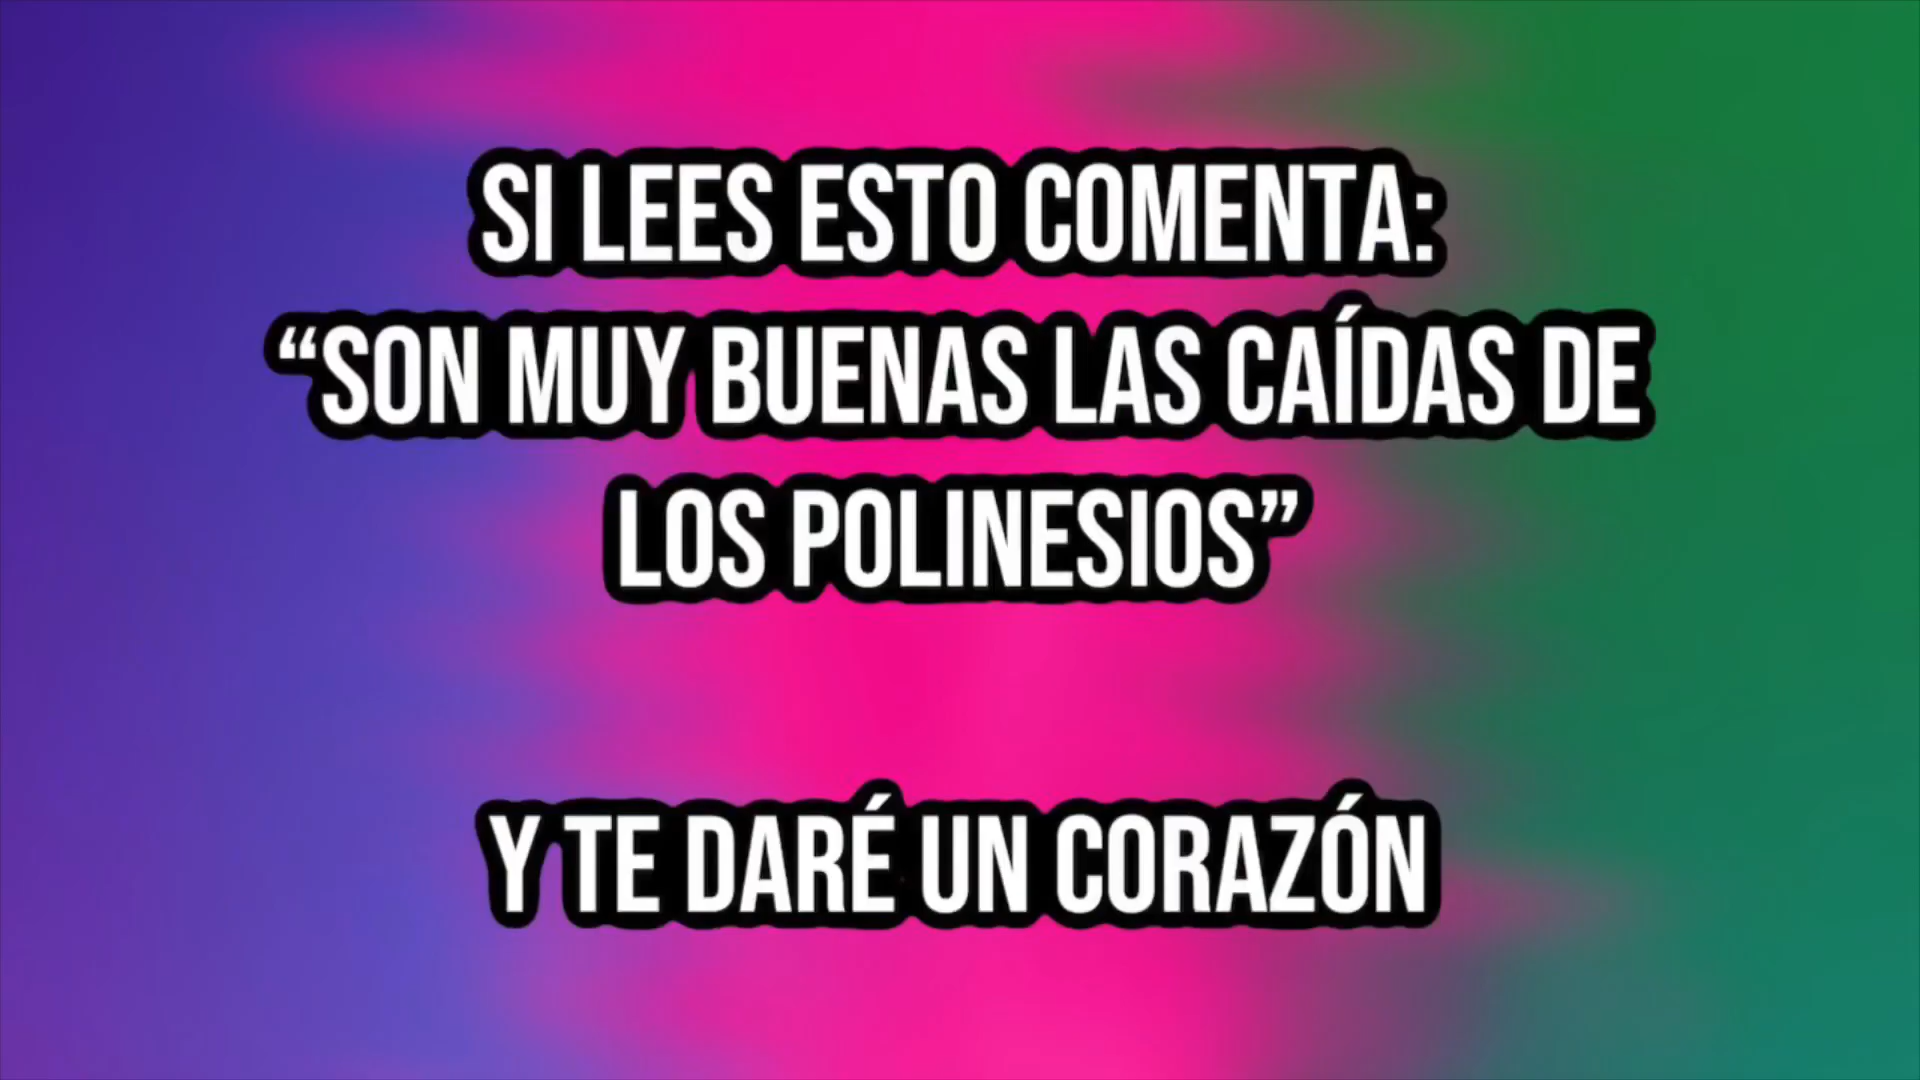 SI LEES ESTO COMENTA:
“SON MUY BUENAS LAS CAÍDAS DE
LOS POLINESIOS”
Y TE DARÉ UN CORAZÓN